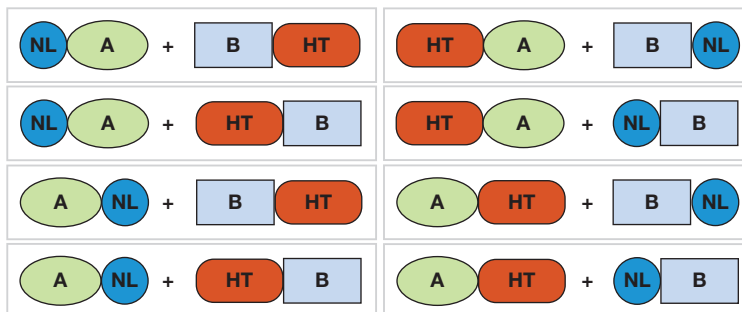 NL A + B HT
HT A + B NL
NL A + HT B
HT A + NL B
A NL + B HT
A HT + B NL
A NL + HT B
A HT + NL B